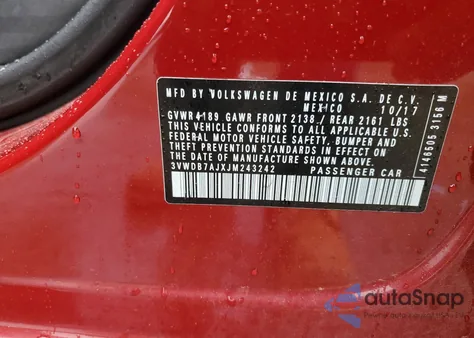 MFD BY VOLKSWAGEN DE MEXICO S.A. DE C.V.
MEXICO 10/17
GVWR 4189 GAWR FRONT 2138 / REAR 2161 LBS
THIS VEHICLE CONFORMS TO ALL APPLICABLE U.S.
FEDERAL MOTOR VEHICLE SAFETY, BUMPER AND
THEFT PREVENTION STANDARDS IN EFFECT ON THE
DATE OF MANUFACTURE SHOWN ABOVE.
3VWDB7AJXJM243242 PASSENGER CAR
4146505 3156 M
autoSnap